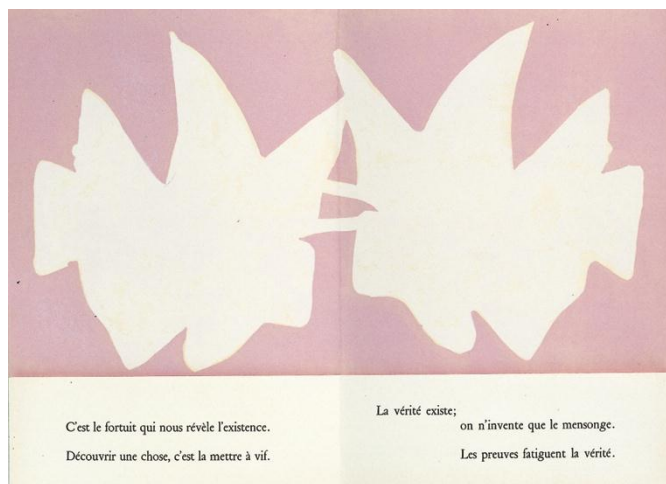 C'est le fortuit qui nous révèle l'existence.
Découvrir une chose, c'est la mettre à vif.
La vérité existe;
on n'invente que le mensonge.
Les preuves fatiguent la vérité.